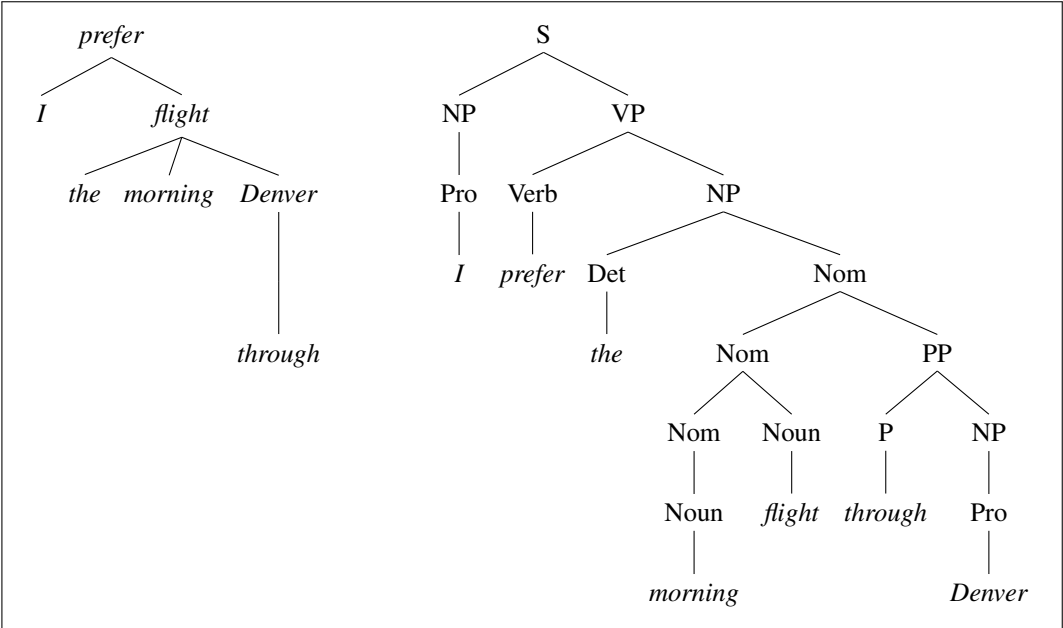 prefer S
I flight NP VP
the morning Denver Pro Verb NP
I prefer Det Nom
through the Nom PP
Nom Noun P NP
Noun flight through Pro
morning Denver